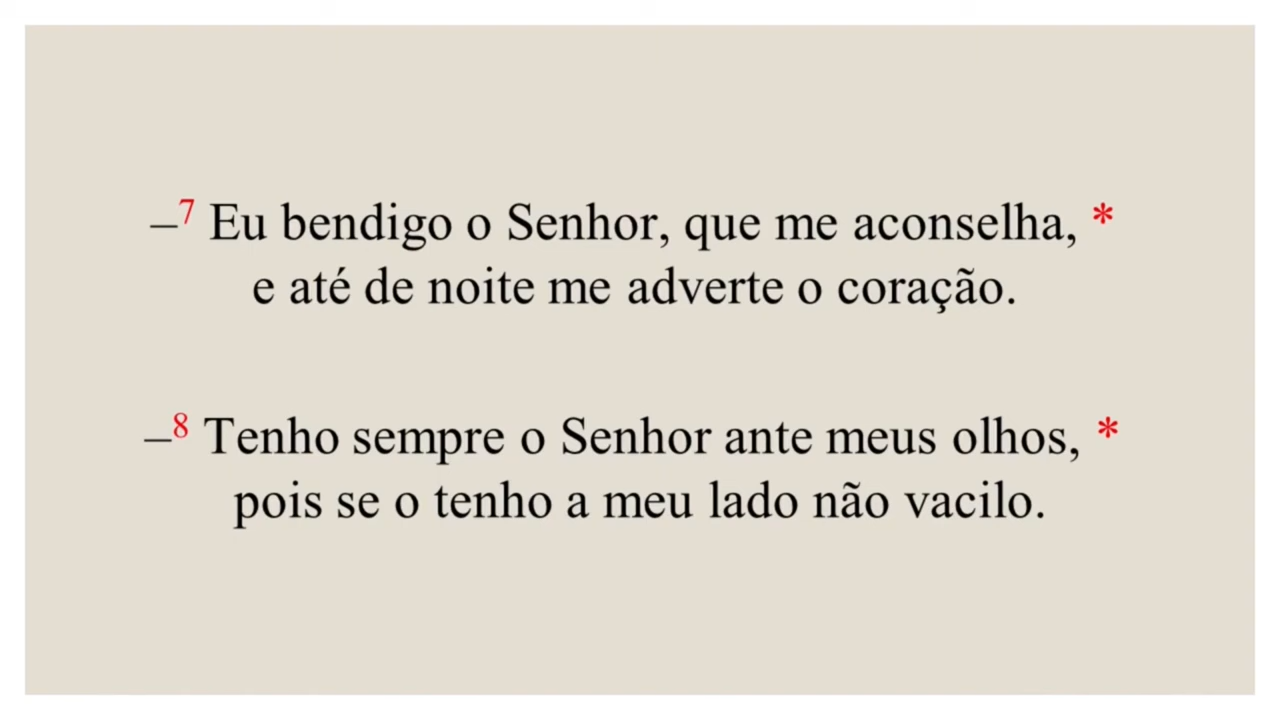 –7 Eu bendigo o Senhor, que me aconselha, *
e até de noite me adverte o coração.
–8 Tenho sempre o Senhor ante meus olhos, *
pois se o tenho a meu lado não vacilo.